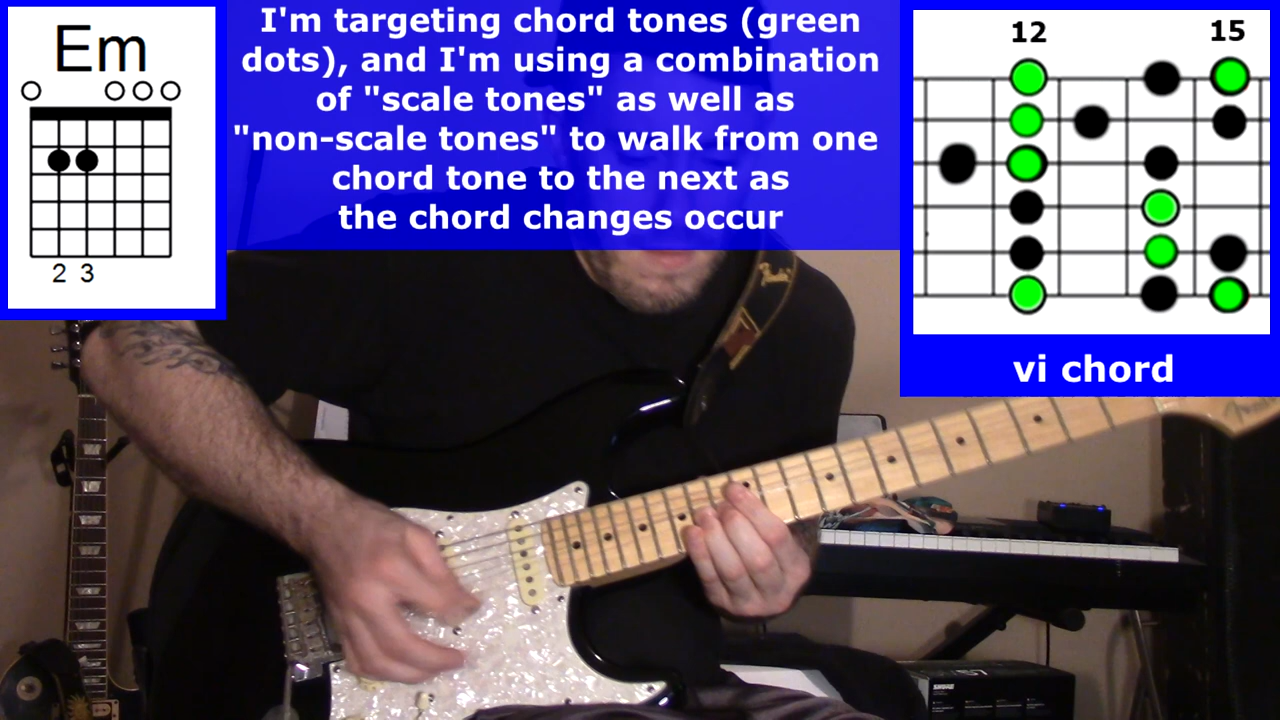 Em
2 3
I'm targeting chord tones (green
dots), and I'm using a combination
of "scale tones" as well as
"non-scale tones" to walk from one
chord tone to the next as
the chord changes occur
12 15
vi chord
Fender
SHURE